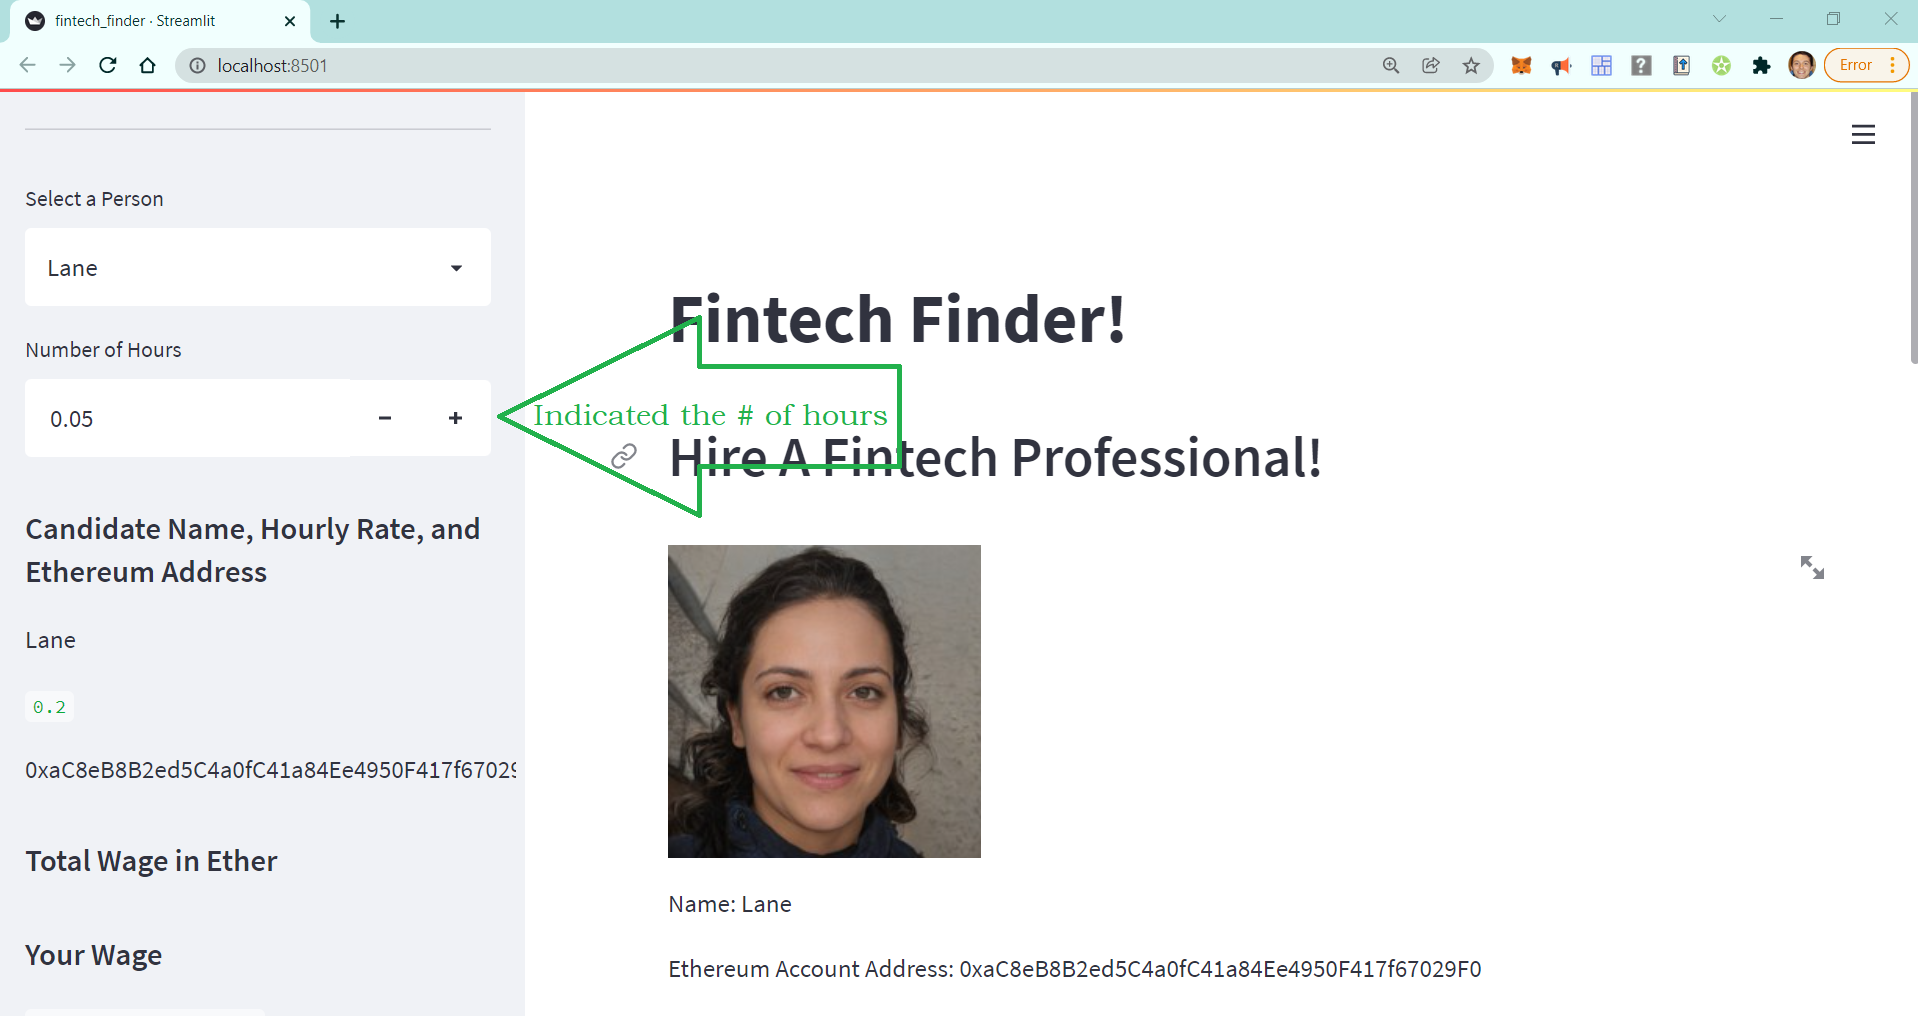 fintech_finder · Streamlit
localhost:8501
Error
Select a Person
Lane
Number of Hours
0.05
Candidate Name, Hourly Rate, and
Ethereum Address
Lane
0.2
0xaC8eB8B2ed5C4a0fC41a84Ee4950F417f67029
Total Wage in Ether
Your Wage
Fintech Finder!
Indicated the # of hours
Hire A Fintech Professional!
Name: Lane
Ethereum Account Address: 0xaC8eB8B2ed5C4a0fC41a84Ee4950F417f67029F0